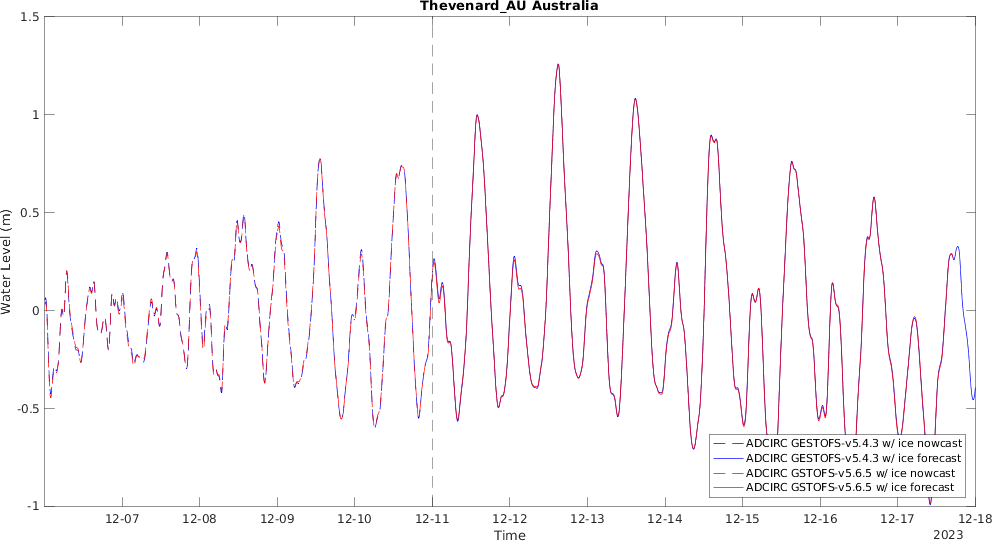 Thevenard_AU Australia
1.5
1
0.5
0
-0.5
-1
Water Level (m)
ADCIRC GESTOFS-v5.4.3 w/ ice nowcast
ADCIRC GESTOFS-v5.4.3 w/ ice forecast
ADCIRC GSTOFS-v5.6.5 w/ ice nowcast
ADCIRC GSTOFS-v5.6.5 w/ ice forecast
12-07 12-08 12-09 12-10 12-11 12-12 12-13 12-14 12-15 12-16 12-17 12-18
Time
2023